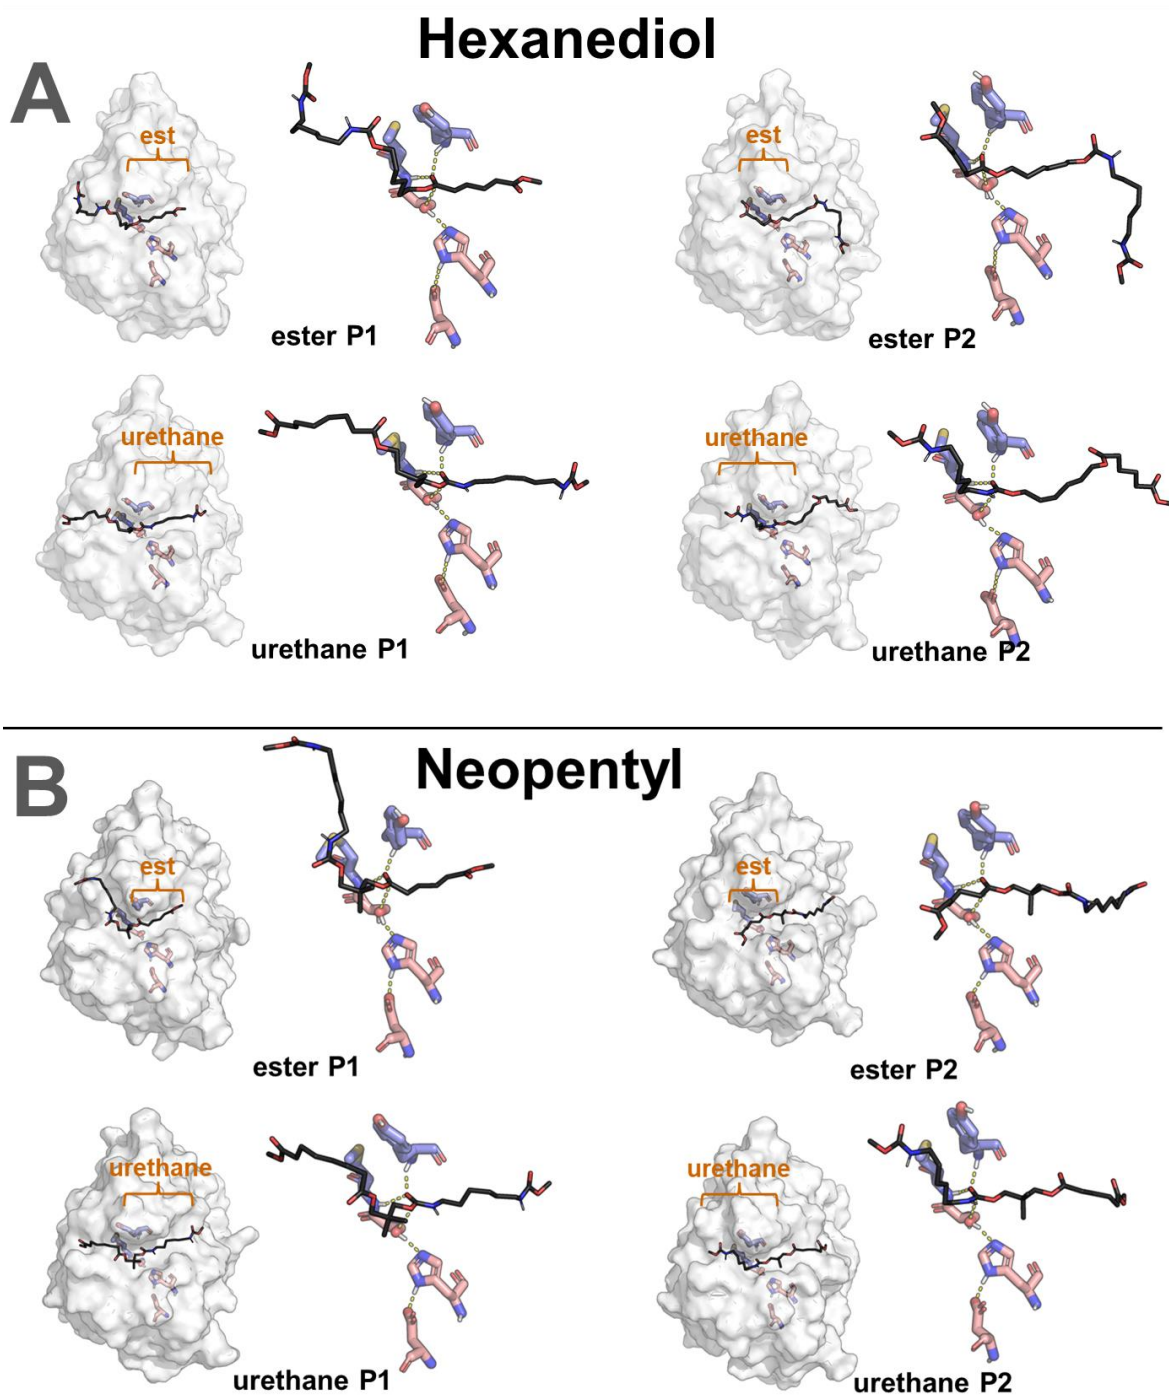 Hexanediol
A
est
est
ester P1
ester P2
urethane
urethane
urethane P1
urethane P2
B
Neopentyl
est
est
ester P1
ester P2
urethane
urethane
urethane P1
urethane P2